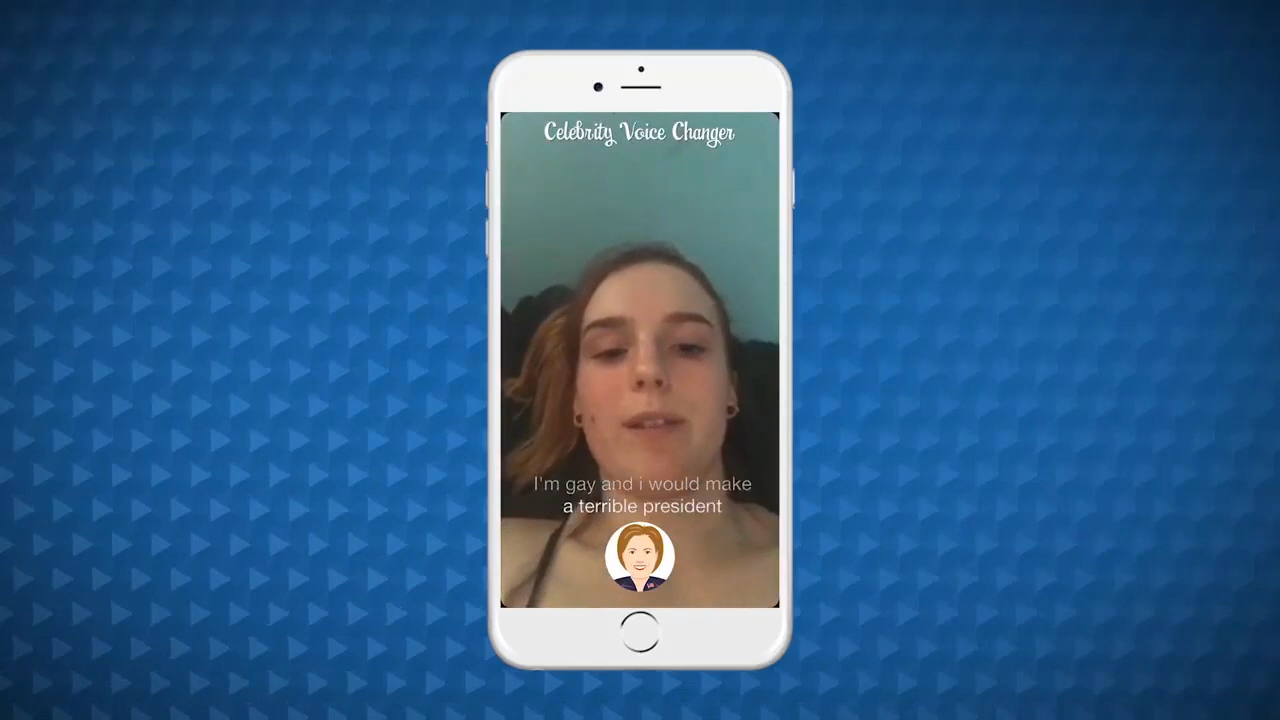 Celebrity Voice Changer
I'm gay and i would make
a terrible president